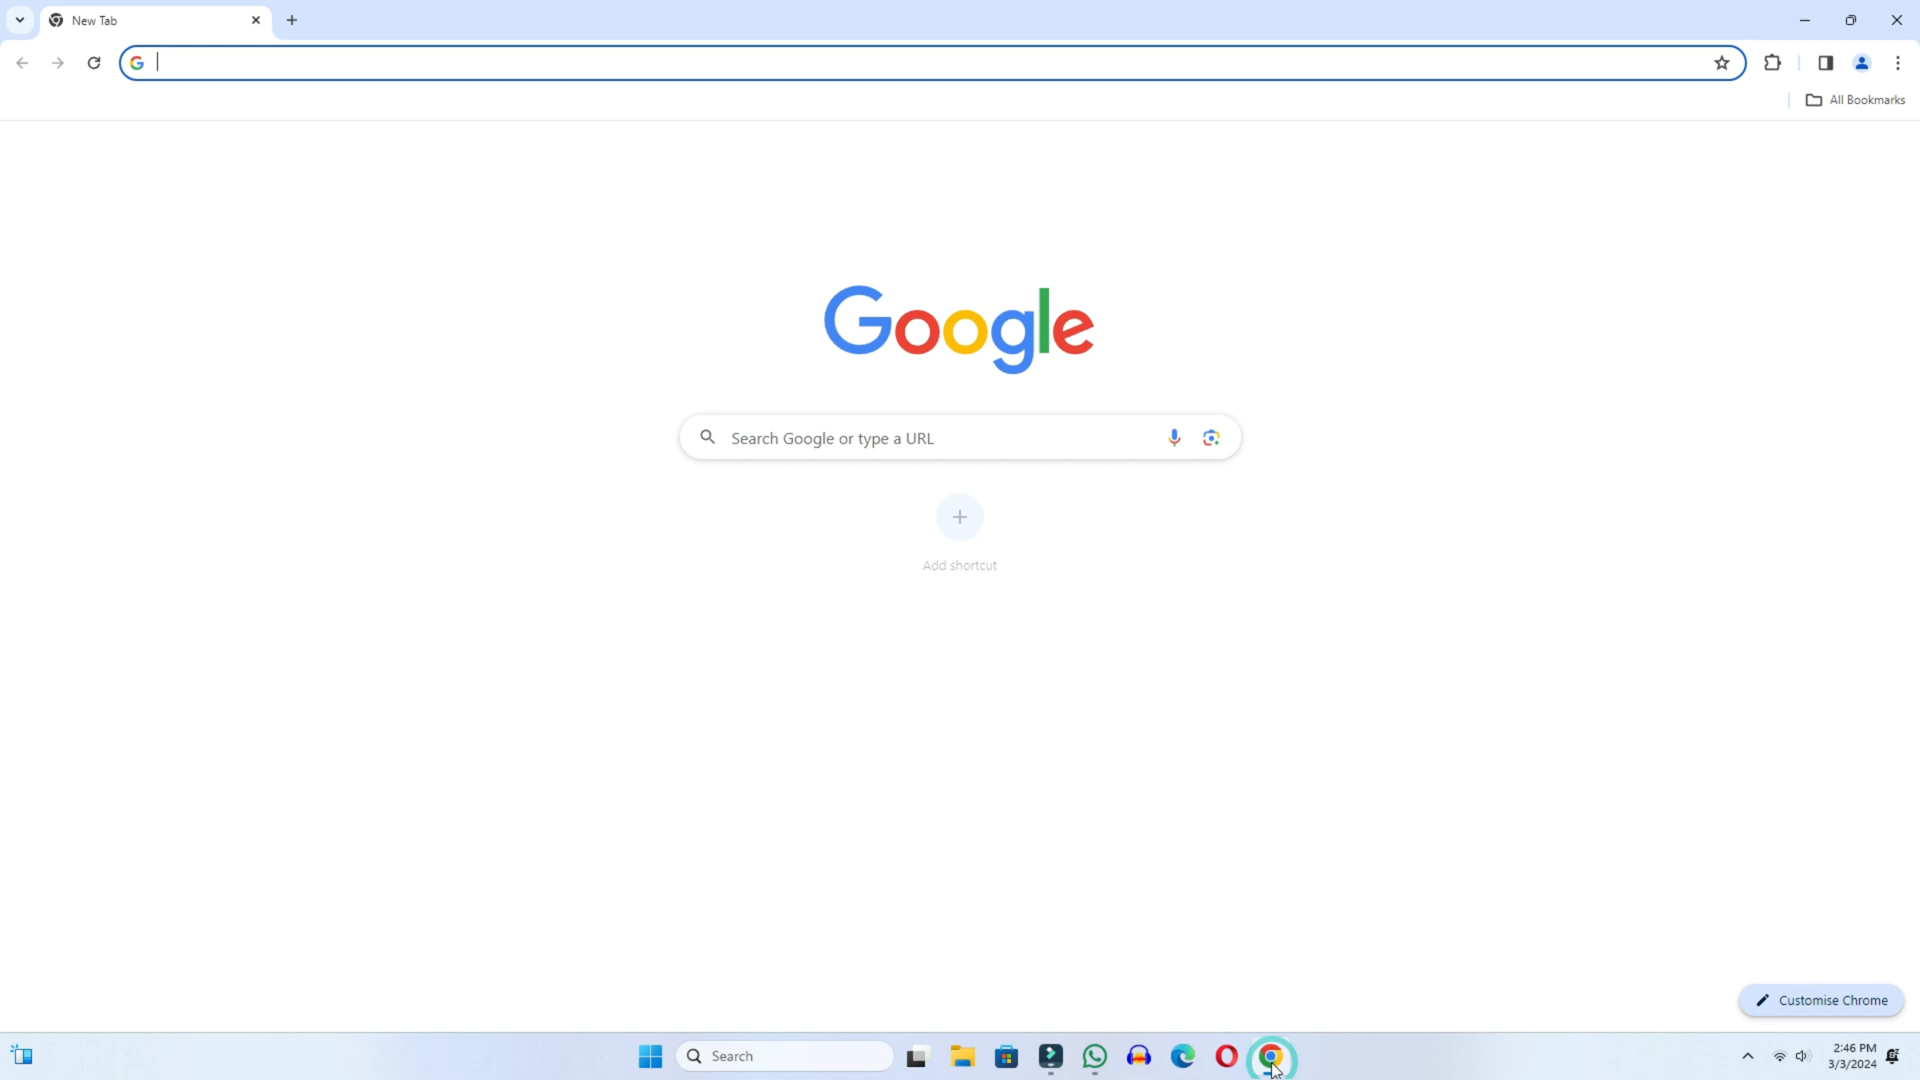 New Tab
All Bookmarks
Google
Search Google or type a URL
Add shortcut
Customise Chrome
Search
2:46 PM
3/3/2024